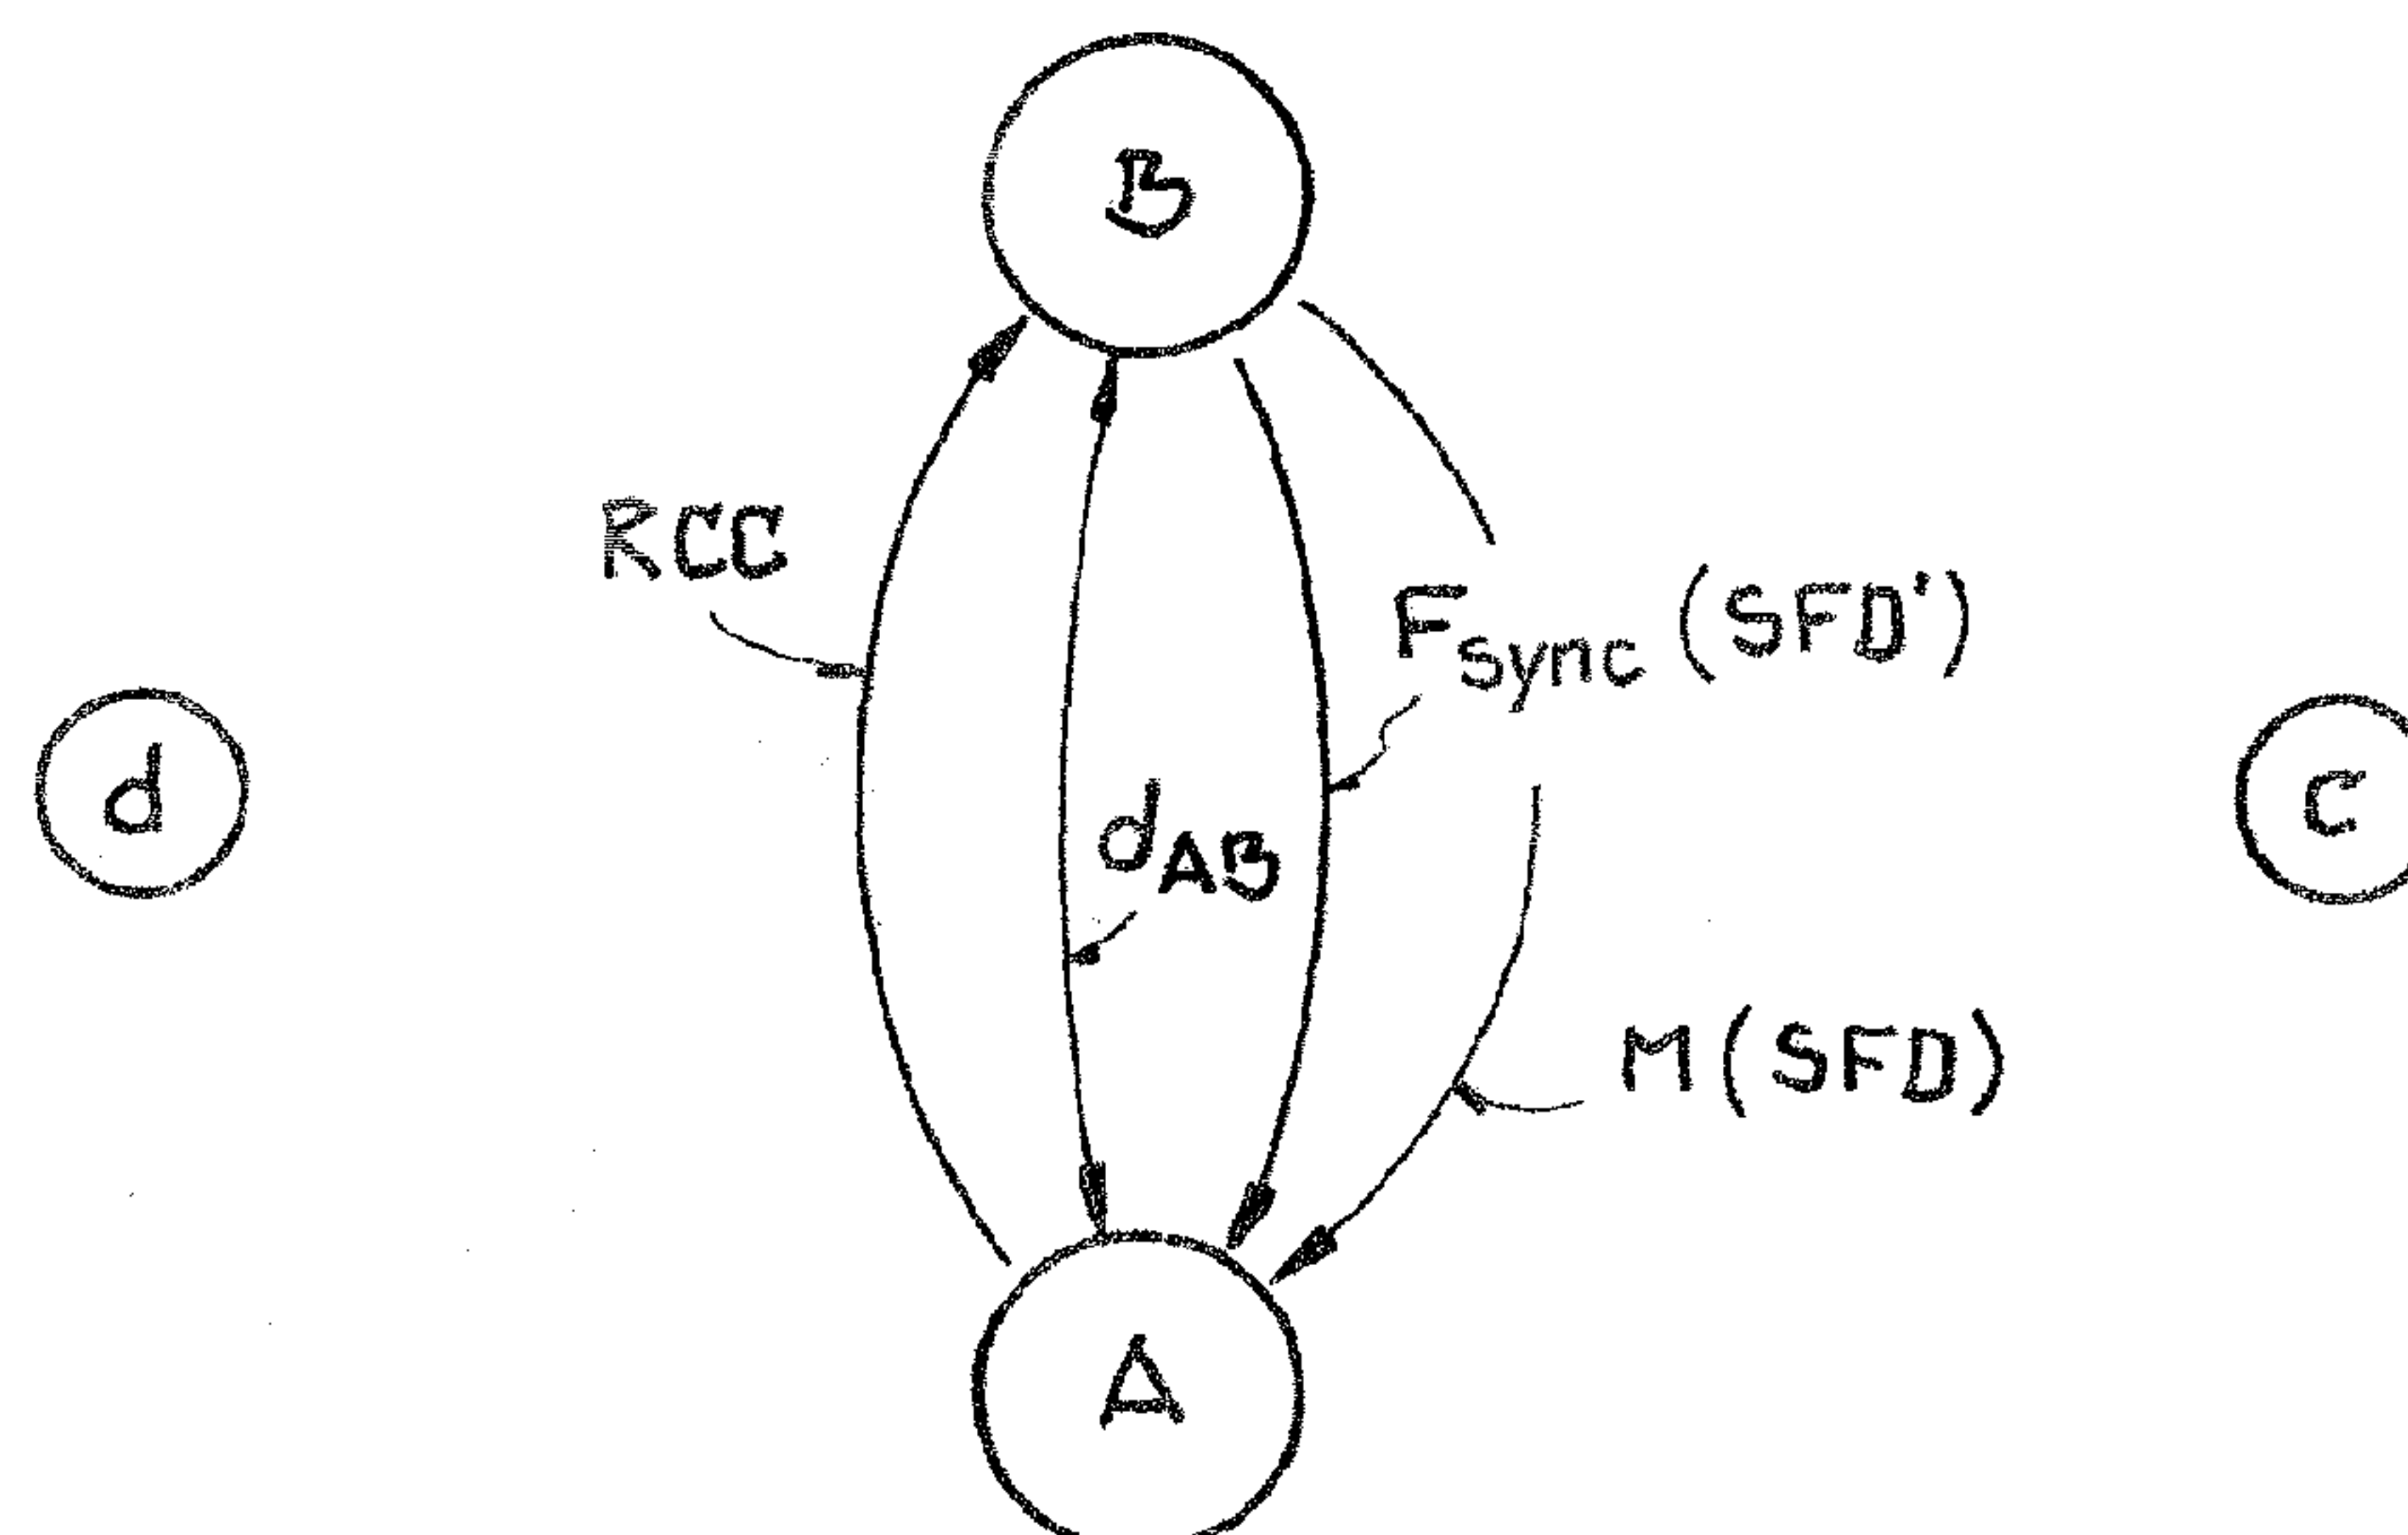 B
RCC
Fsync (SFD')
d
dAB
C
M(SFD)
A